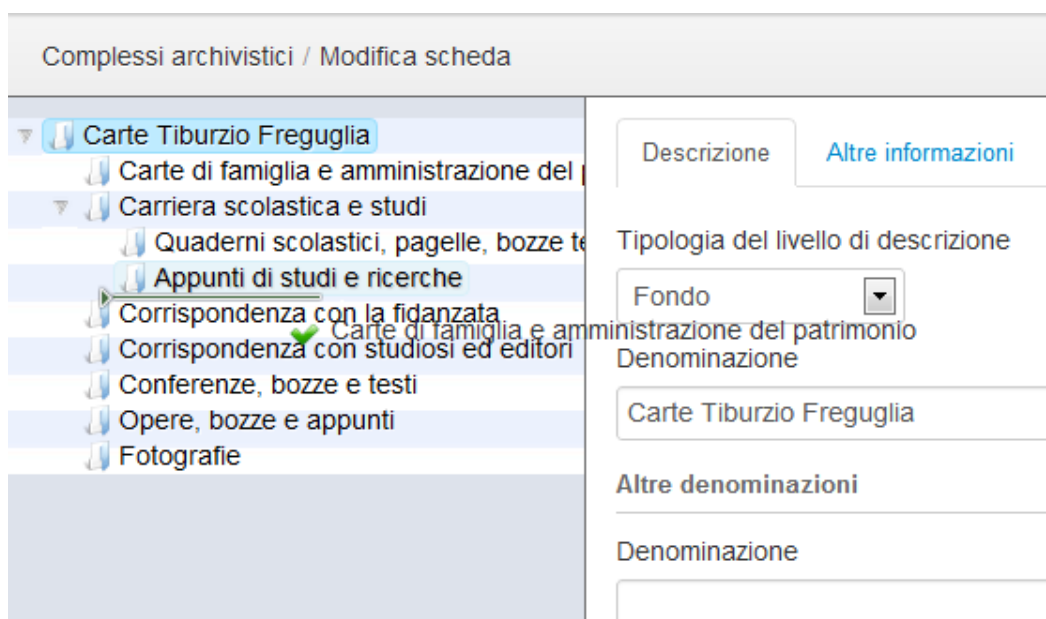 Complessi archivistici / Modifica scheda
Carte Tiburzio Freguglia
Carte di famiglia e amministrazione del
Carriera scolastica e studi
Quaderni scolastici, pagelle, bozze te
Appunti di studi e ricerche
Corrispondenza con la fidanzata
Carte di famiglia e amministrazione del patrimonio
Corrispondenza con studiosi ed editori
Conferenze, bozze e testi
Opere, bozze e appunti
Fotografie
Descrizione
Altre informazioni
Tipologia del livello di descrizione
Fondo
Denominazione
Carte Tiburzio Freguglia
Altre denominazioni
Denominazione